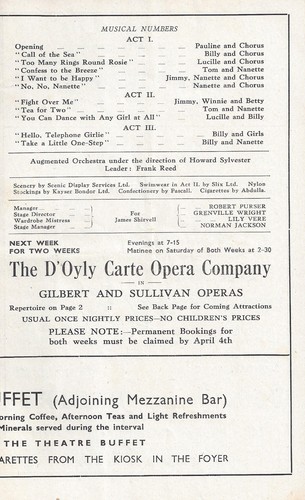 MUSICAL NUMBERS
ACT I.
Opening — — — — Pauline and Chorus
"Call of the Sea" — — — Billy and Chorus
"Too Many Rings Round Rosie" — — Lucille and Chorus
"Confess to the Breeze" — — — Tom and Nanette
"I Want to be Happy" — — Jimmy, Nanette and Chorus
"No, No, Nanette" — — — Nanette and Chorus
ACT II.
"Fight Over Me" — — — Jimmy, Winnie and Betty
"Tea for Two" — — — — Tom and Nanette
"You Can Dance with Any Girl at All" — Lucille and Billy
ACT III.
"Hello, Telephone Girlie" — — — Billy and Girls
"Take a Little One-Step" — — — Billy and Nanette
Augmented Orchestra under the direction of Howard Sylvester
Leader: Frank Reed
Scenery by Scenic Display Services Ltd. Swimwear in Act II. by Slix Ltd. Nylon
Stockings by Kayser Bondor Ltd. Confectionery by Fascall. Cigarettes by Abdulla.
Manager — — ROBERT PURSER
Stage Director — For GRENVILLE WRIGHT
Wardrobe Mistress — James Shirvell LILY VERE
Stage Manager — NORMAN JACKSON
NEXT WEEK Evenings at 7-15
FOR TWO WEEKS Matinee on Saturday of Both Weeks at 2-30
The D'Oyly Carte Opera Company
IN
GILBERT AND SULLIVAN OPERAS
Repertoire on Page 2 :: See Back Page for Coming Attractions
USUAL ONCE NIGHTLY PRICES—NO CHILDREN'S PRICES
PLEASE NOTE:—Permanent Bookings for
both weeks must be claimed by April 4th
UFFET (Adjoining Mezzanine Bar)
orning Coffee, Afternoon Teas and Light Refreshments
Minerals served during the interval
THE THEATRE BUFFET
ARETTES FROM THE KIOSK IN THE FOYER